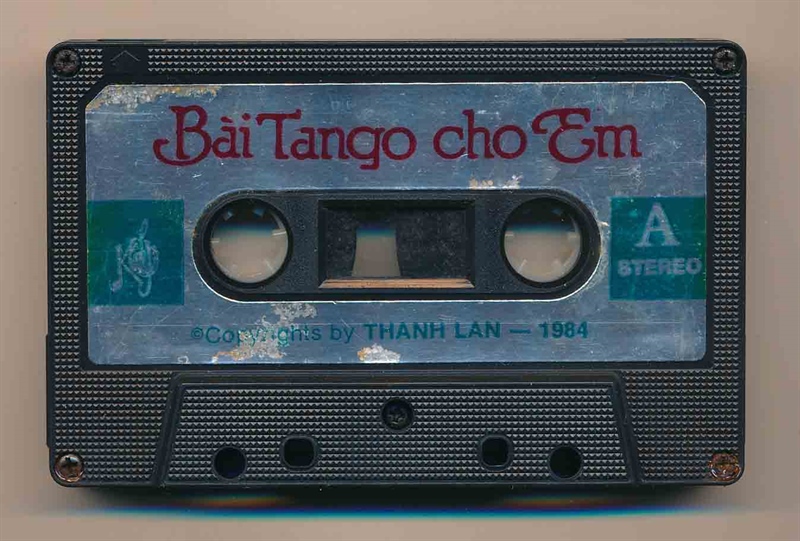 Bài Tango cho Em
A
STEREO
©Copyrights by THANH LAN — 1984